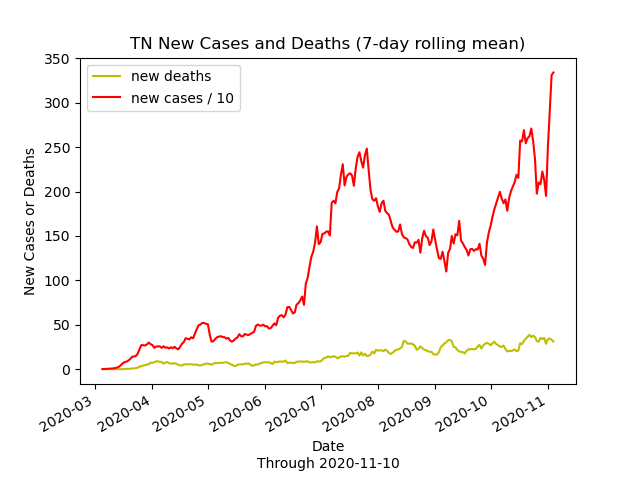 TN New Cases and Deaths (7-day rolling mean)
new deaths
new cases / 10
350
300
250
200
150
100
50
0
New Cases or Deaths
2020-03
2020-04
2020-05
2020-06
2020-07
2020-08
2020-09
2020-10
2020-11
Date
Through 2020-11-10